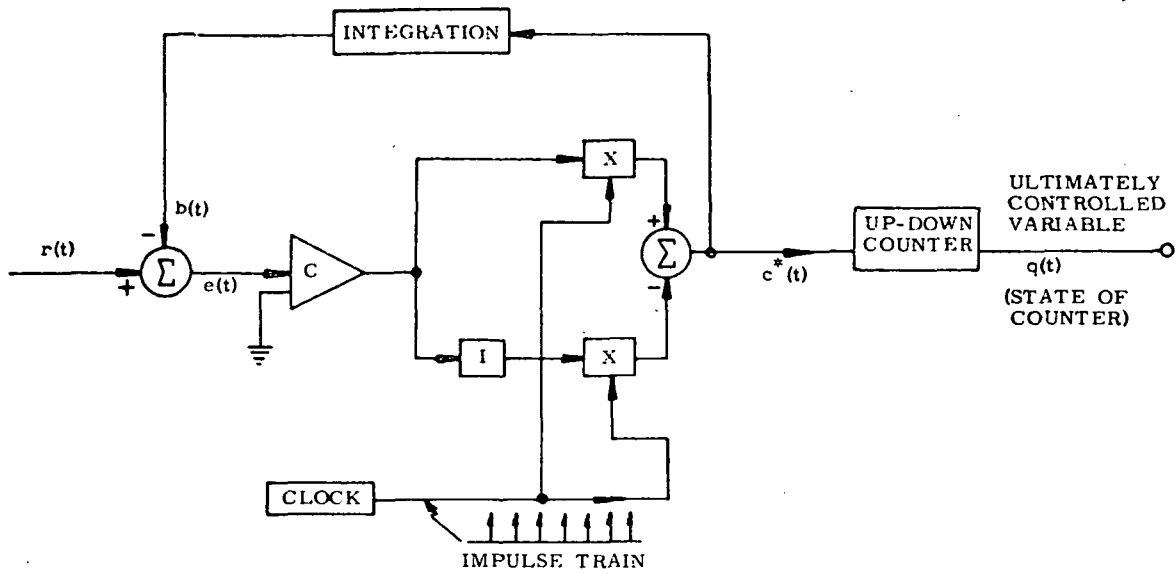 INTEGRATION
b(t)
-
r(t)
+
Σ
e(t)
C
I
X
X
+
Σ
-
c*(t)
UP-DOWN
COUNTER
ULTIMATELY
CONTROLLED
VARIABLE
q(t)
(STATE OF
COUNTER)
CLOCK
IMPULSE TRAIN